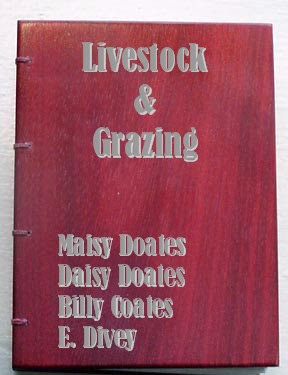 Livestock
&
Grazing
Maisy Doates
Daisy Doates
Billy Coates
E. Divey